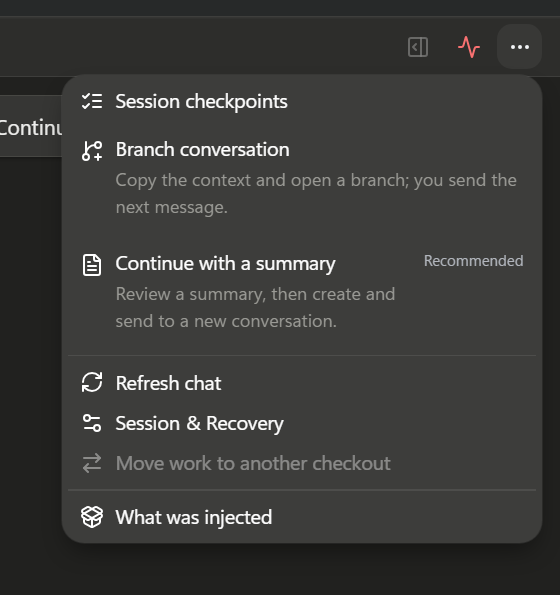 Session checkpoints
Continu
Branch conversation
Copy the context and open a branch; you send the
next message.
Continue with a summary
Recommended
Review a summary, then create and
send to a new conversation.
Refresh chat
Session & Recovery
Move work to another checkout
What was injected